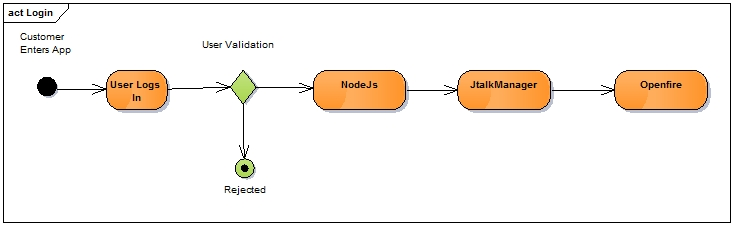 act Login
Customer
Enters App
User Validation
User Logs
In
NodeJs
JtalkManager
Openfire
Rejected